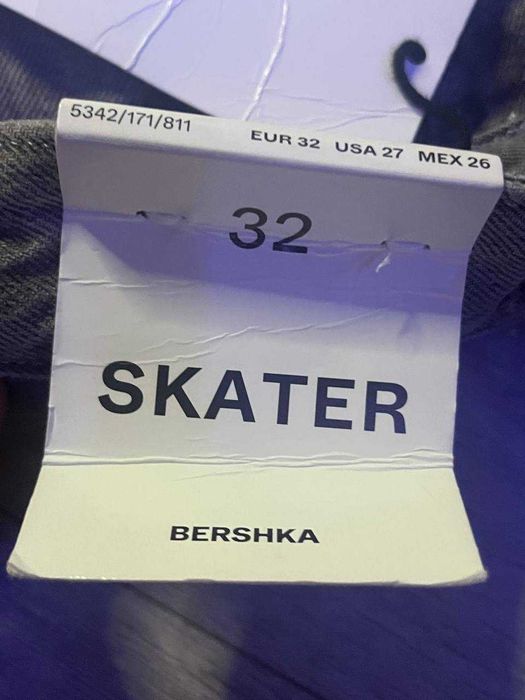 5342/171/811
EUR 32 USA 27 MEX 26
32
SKATER
BERSHKA